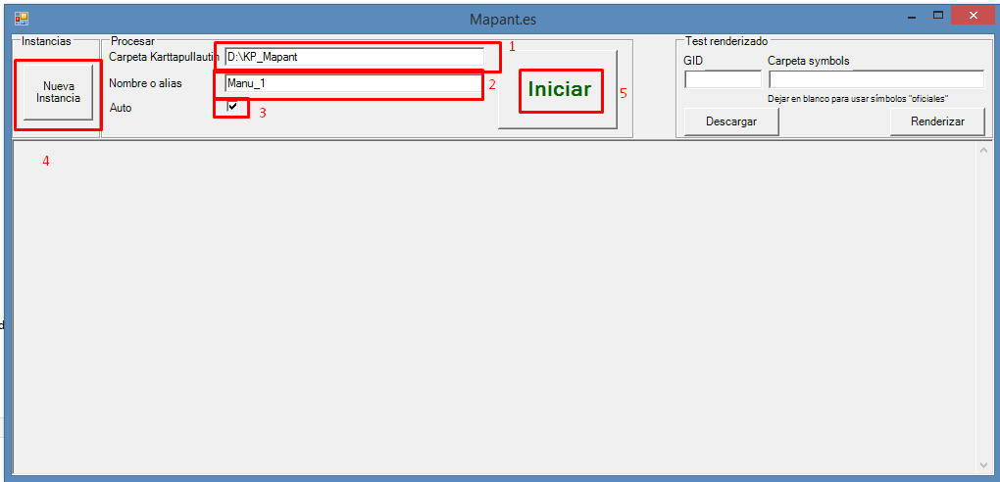 Mapant.es
Instancias
Nueva
Instancia
Procesar
Carpeta Karttapullautin
D:\KP_Mapant
1
Nombre o alias
Manu_1
2
Auto
3
Iniciar
5
Test renderizado
GID
Carpeta symbols
Dejar en blanco para usar símbolos "oficiales"
Descargar
Renderizar
4
d